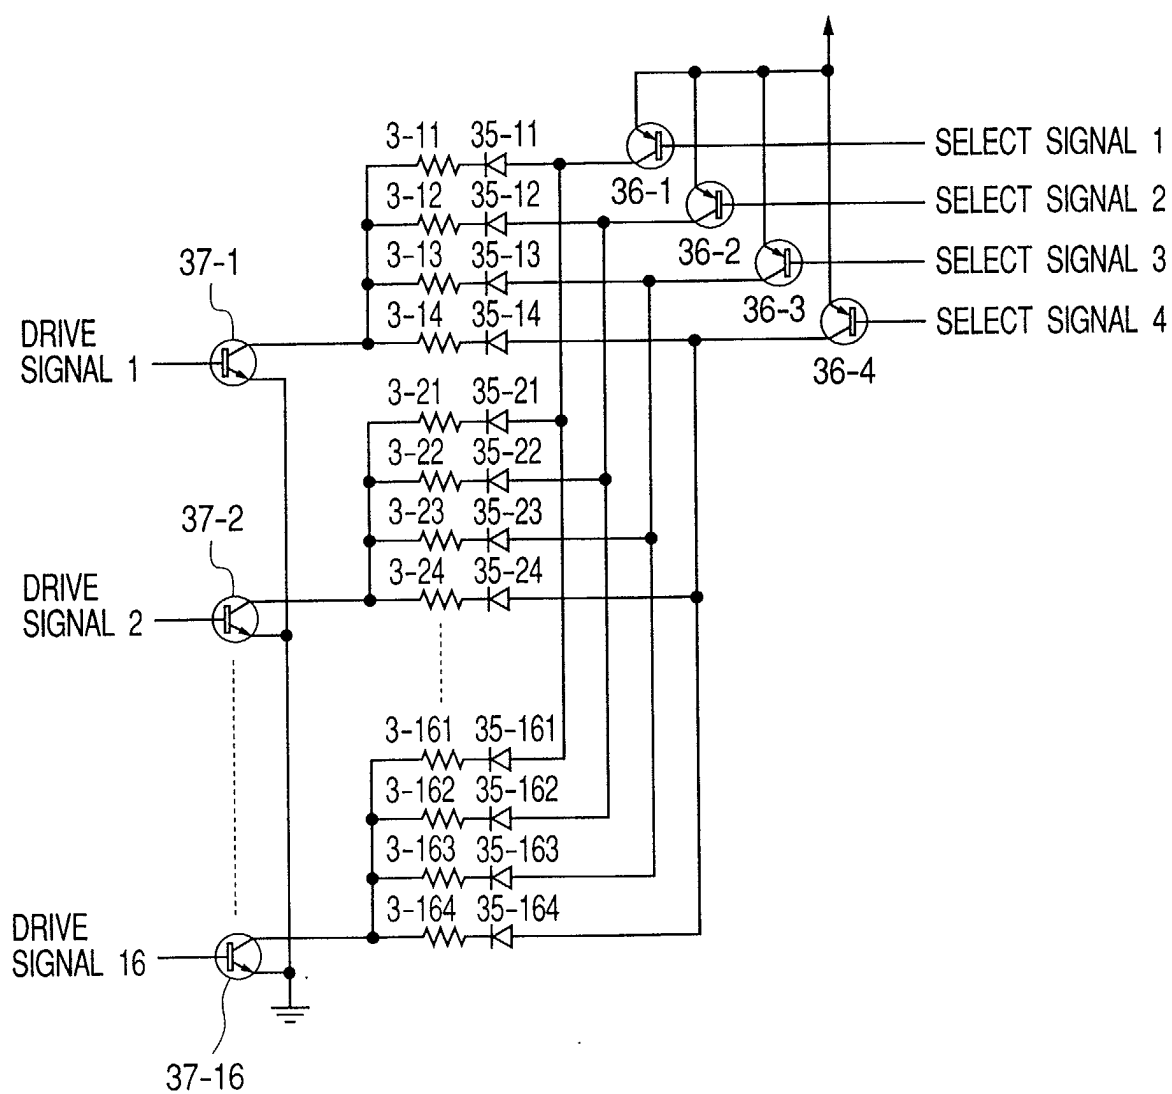 3-11 35-11
SELECT SIGNAL 1
36-1
3-12 35-12
SELECT SIGNAL 2
36-2
3-13 35-13
SELECT SIGNAL 3
36-3
3-14 35-14
SELECT SIGNAL 4
36-4
37-1
DRIVE
SIGNAL 1
3-21 35-21
3-22 35-22
3-23 35-23
3-24 35-24
37-2
DRIVE
SIGNAL 2
3-161 35-161
3-162 35-162
3-163 35-163
3-164 35-164
DRIVE
SIGNAL 16
37-16